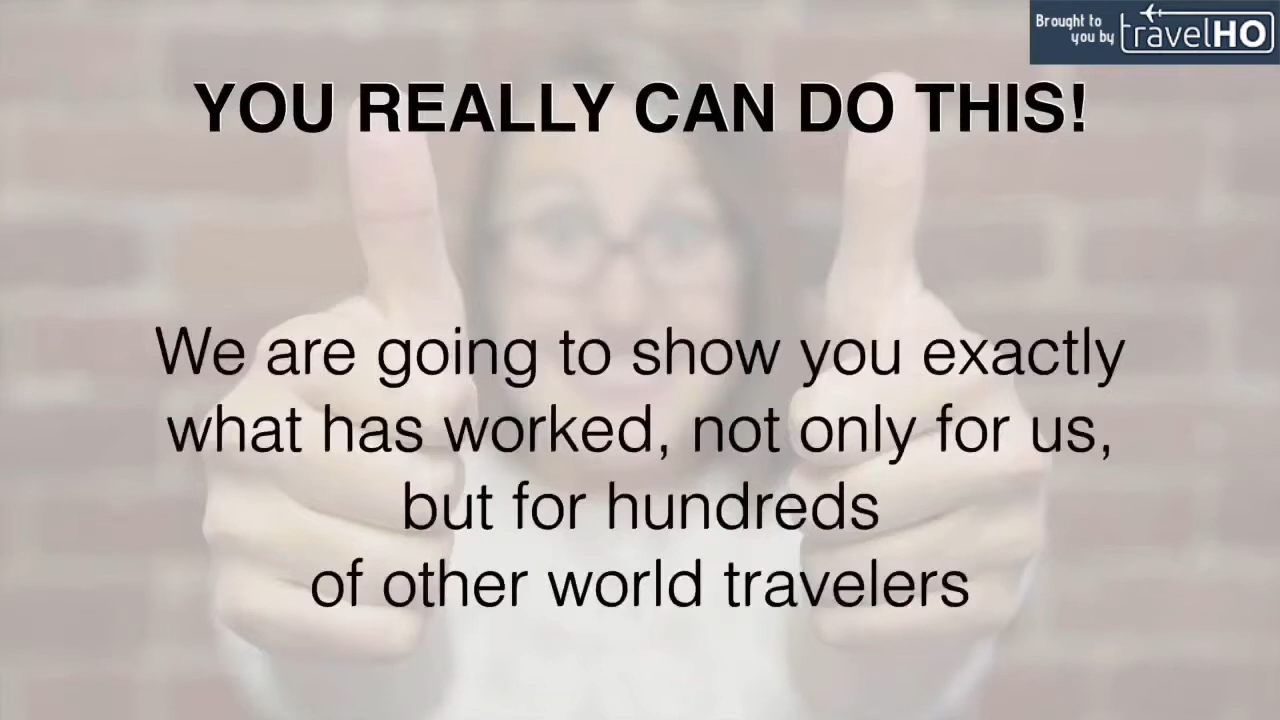 Brought to
you by travelHO
YOU REALLY CAN DO THIS!
We are going to show you exactly
what has worked, not only for us,
but for hundreds
of other world travelers